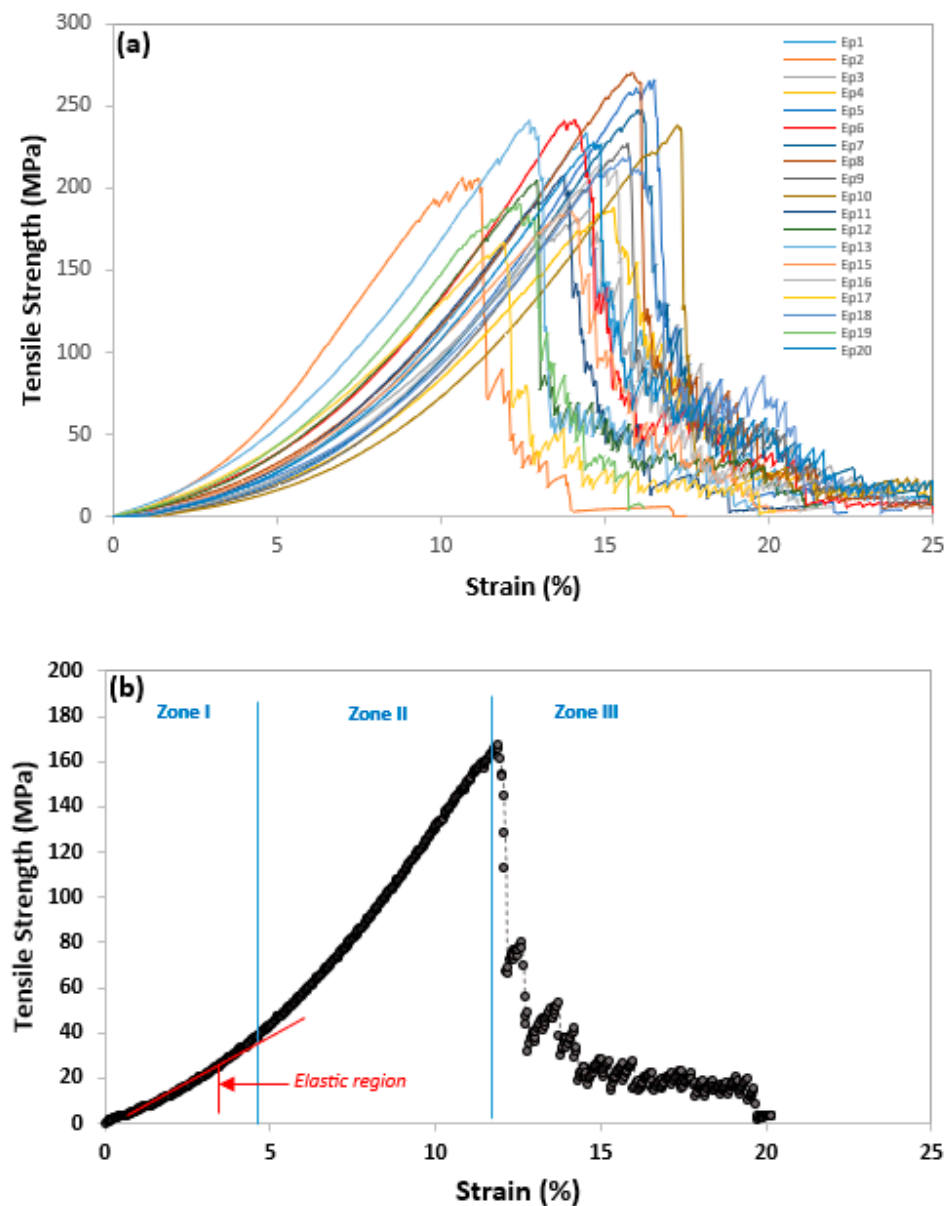 (a)
300
250
200
150
100
50
0
Tensile Strength (MPa)
Ep1
Ep2
Ep3
Ep4
Ep5
Ep6
Ep7
Ep8
Ep9
Ep10
Ep11
Ep12
Ep13
Ep15
Ep16
Ep17
Ep18
Ep19
Ep20
0 5 10 15 20 25
Strain (%)
(b)
200
180
160
140
120
100
80
60
40
20
0
Tensile Strength (MPa)
Zone I Zone II Zone III
Elastic region
0 5 10 15 20 25
Strain (%)